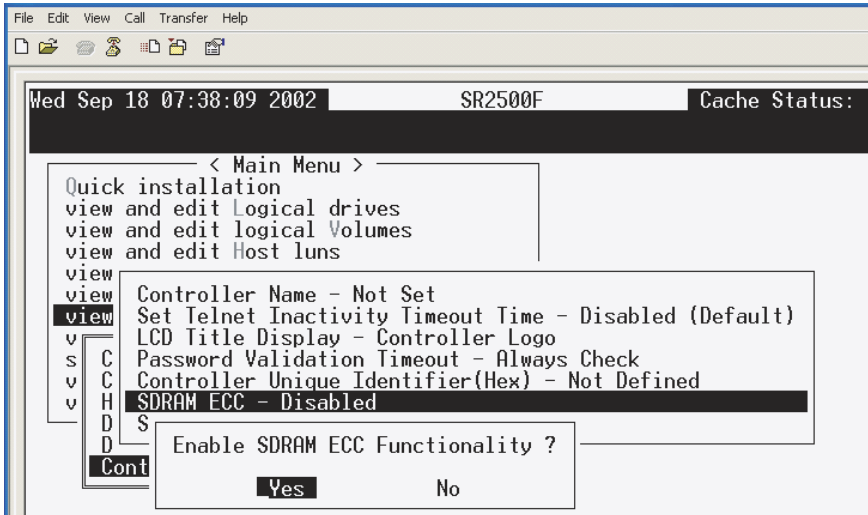 File Edit View Call Transfer Help
Wed Sep 18 07:38:09 2002 SR2500F Cache Status:
< Main Menu >
Quick installation
view and edit Logical drives
view and edit logical Volumes
view and edit Host luns
view
view Controller Name - Not Set
view Set Telnet Inactivity Timeout Time - Disabled (Default)
v LCD Title Display - Controller Logo
s C Password Validation Timeout - Always Check
v C Controller Unique Identifier(Hex) - Not Defined
v H SDRAM ECC - Disabled
D S
D Enable SDRAM ECC Functionality ?
Cont
Yes No